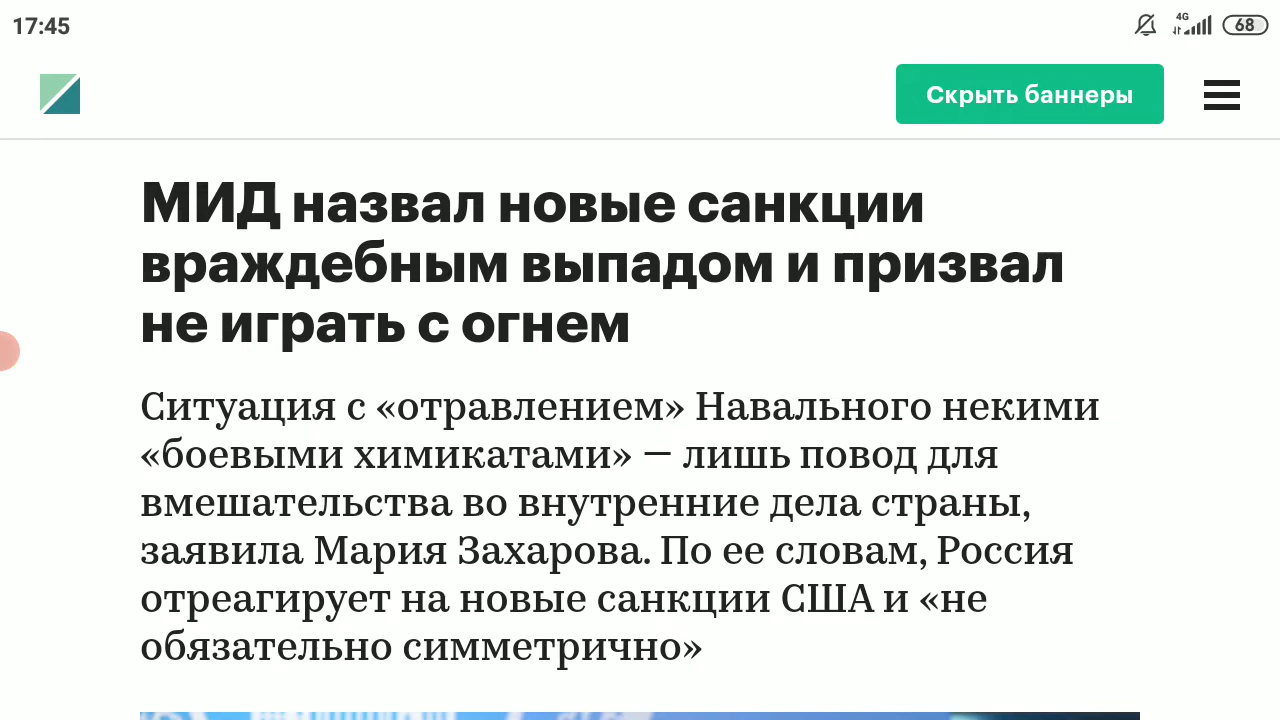 17:45
4G
68
Скрыть баннеры
МИД назвал новые санкции
враждебным выпадом и призвал
не играть с огнем
Ситуация с «отравлением» Навального некими
«боевыми химикатами» — лишь повод для
вмешательства во внутренние дела страны,
заявила Мария Захарова. По ее словам, Россия
отреагирует на новые санкции США и «не
обязательно симметрично»